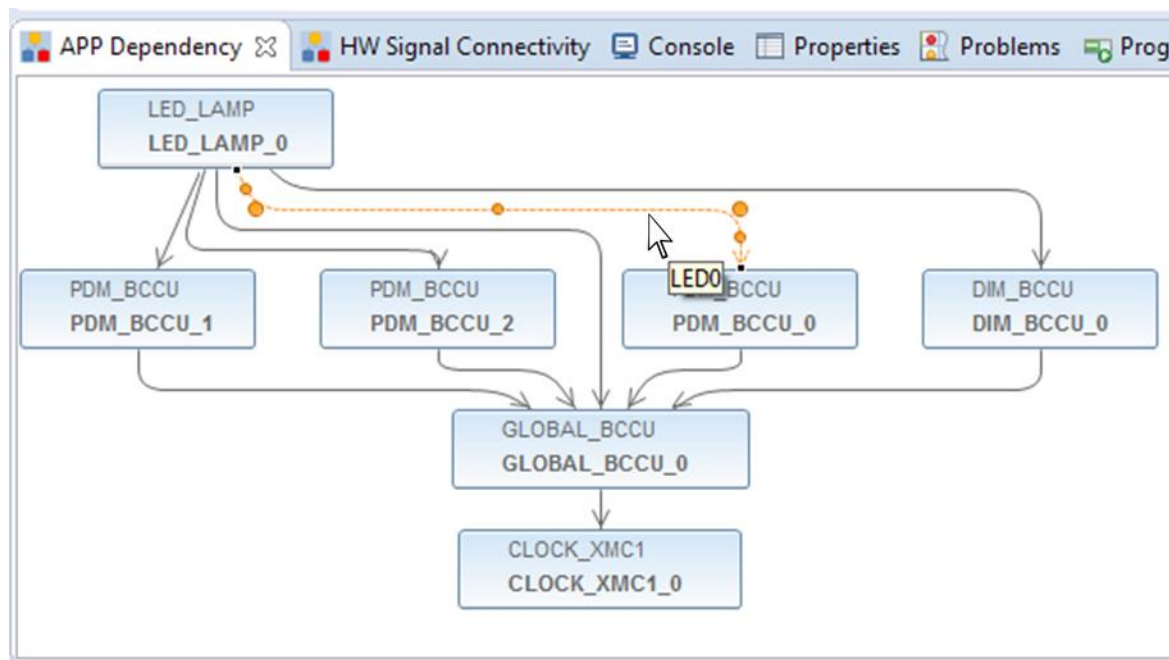 APP Dependency
HW Signal Connectivity
Console
Properties
Problems
Prog
LED_LAMP
LED_LAMP_0
PDM_BCCU
PDM_BCCU_1
PDM_BCCU
PDM_BCCU_2
LED0
BCCU
PDM_BCCU_0
DIM_BCCU
DIM_BCCU_0
GLOBAL_BCCU
GLOBAL_BCCU_0
CLOCK_XMC1
CLOCK_XMC1_0